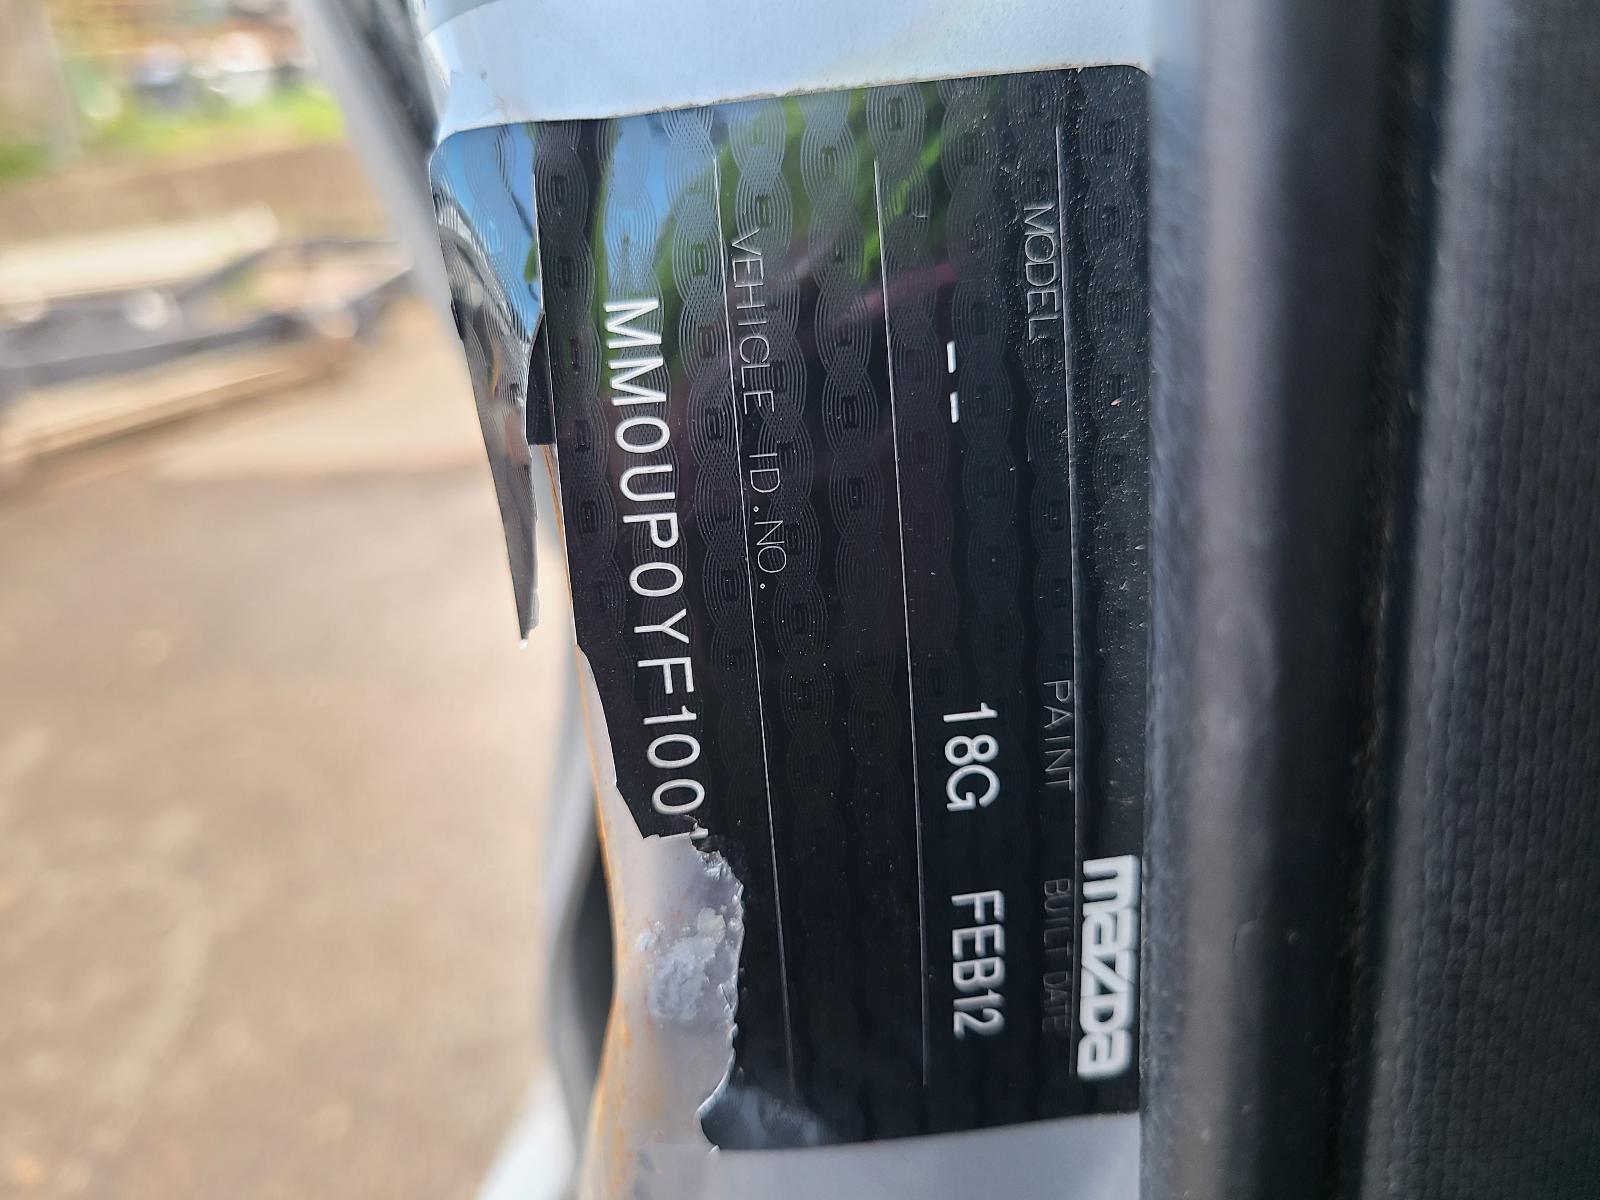 mazda
MODEL PAINT BUILT DATE
-- 18G FEB12
VEHICLE ID.NO.
MM0UP0YF100